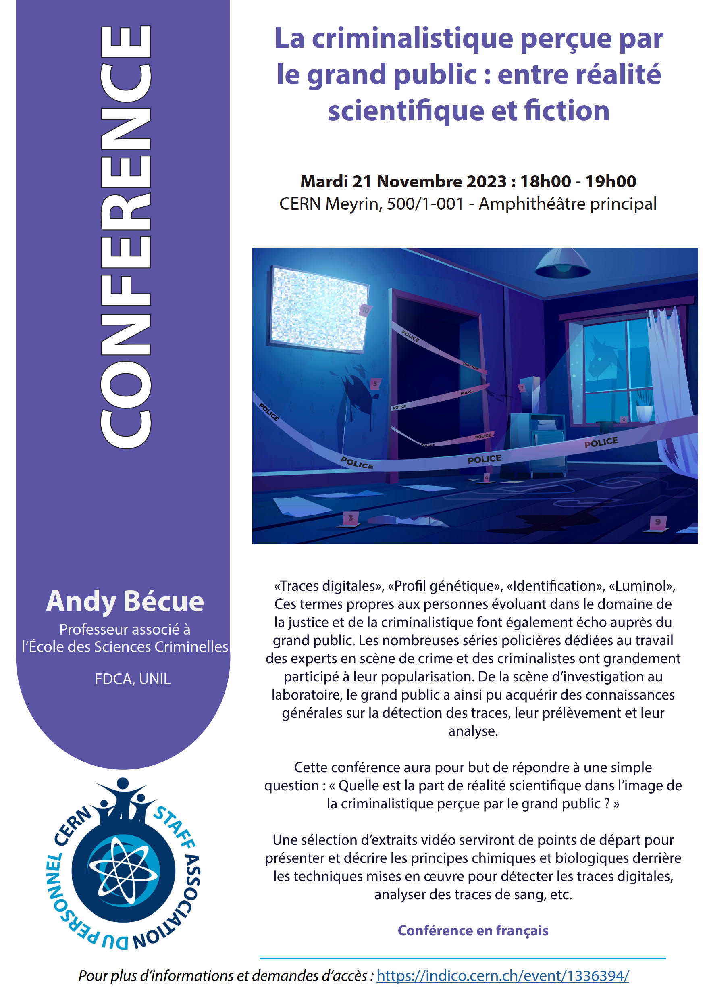 CONFERENCE
La criminalistique perçue par
le grand public : entre réalité
scientifique et fiction
Mardi 21 Novembre 2023 : 18h00 - 19h00
CERN Meyrin, 500/1-001 - Amphithéâtre principal
10
POLICE
POLICE
5
POLICE
7
POLICE
POLICE
6
POLICE
POLICE
POLICE
POLICE
POLICE
POLICE
4
3
9
Andy Bécue
Professeur associé à
l'École des Sciences Criminelles
FDCA, UNIL
«Traces digitales», «Profil génétique», «Identification», «Luminol»,
Ces termes propres aux personnes évoluant dans le domaine de
la justice et de la criminalistique font également écho auprès du
grand public. Les nombreuses séries policières dédiées au travail
des experts en scène de crime et des criminalistes ont grandement
participé à leur popularisation. De la scène d'investigation au
laboratoire, le grand public a ainsi pu acquérir des connaissances
générales sur la détection des traces, leur prélèvement et leur
analyse.
Cette conférence aura pour but de répondre à une simple
question : « Quelle est la part de réalité scientifique dans l'image de
la criminalistique perçue par le grand public ? »
Une sélection d'extraits vidéo serviront de points de départ pour
présenter et décrire les principes chimiques et biologiques derrière
les techniques mises en œuvre pour détecter les traces digitales,
analyser des traces de sang, etc.
Conférence en français
CERN STAFF ASSOCIATION DU PERSONNEL
Pour plus d'informations et demandes d'accès : https://indico.cern.ch/event/1336394/